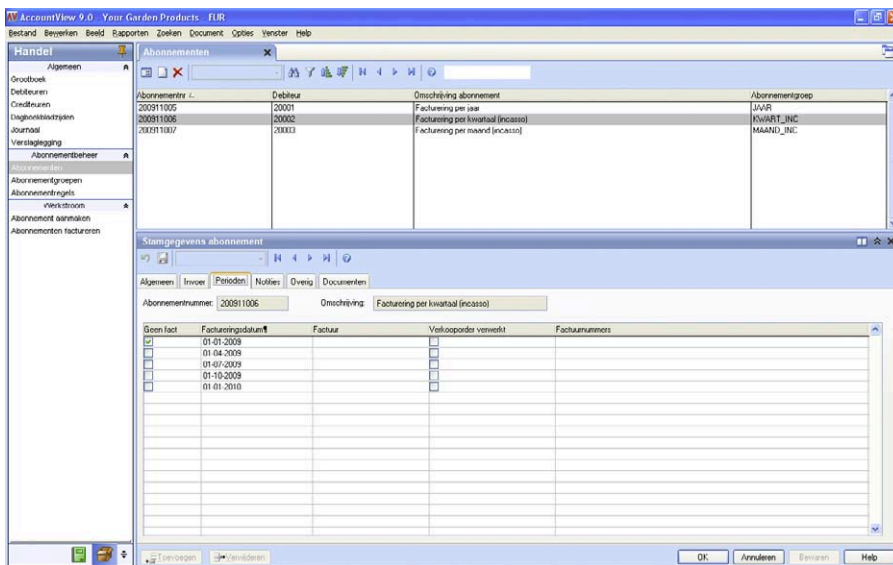 AccountView 9.0 - Your Garden Products - EUR
Bestand Bewerken Beeld Rapporten Zoeken Document Opties Venster Help
Handel
Algemeen
Grootboek
Debiteuren
Crediteuren
Dagboekbladzijden
Journaal
Verslaglegging
Abonnementbeheer
Abonnementen
Abonnementgroepen
Abonnementregels
Werkstroom
Abonnement aanmaken
Abonnementen factureren
Abonnementen
Abonnementnr Debiteur Omschrijving abonnement Abonnementgroep
200911005 20001 Facturering per jaar JAAR
200911006 20002 Facturering per kwartaal (incasso) KWART_INC
200911007 20003 Facturering per maand (incasso) MAAND_INC
Stamgegevens abonnement
Algemeen Invoer Perioden Notities Overig Documenten
Abonnementnummer: 200911006 Omschrijving: Facturering per kwartaal (incasso)
Geen fact Factureringsdatum¶ Factuur Verkooporder verwerkt Factuurnummers
01-01-2009
01-04-2009
01-07-2009
01-10-2009
01-01-2010
Toevoegen Verwijderen OK Annuleren Bewaren Help